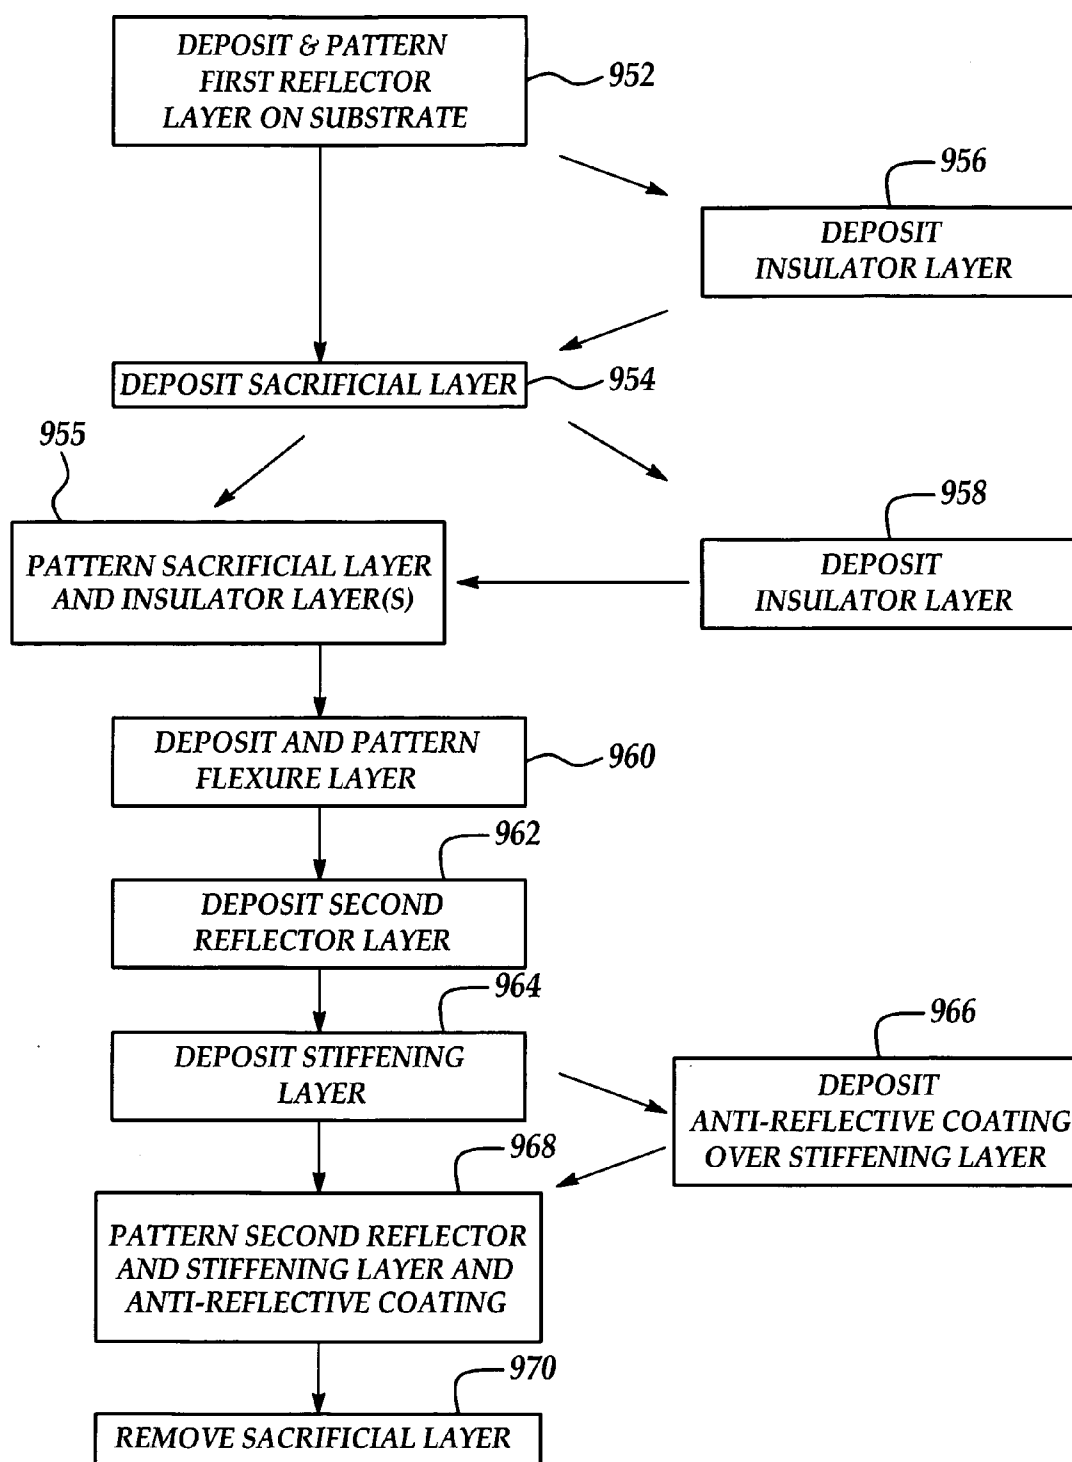 DEPOSIT & PATTERN
FIRST REFLECTOR
LAYER ON SUBSTRATE
952
956
DEPOSIT
INSULATOR LAYER
DEPOSIT SACRIFICIAL LAYER
954
955
958
PATTERN SACRIFICIAL LAYER
AND INSULATOR LAYER(S)
DEPOSIT
INSULATOR LAYER
DEPOSIT AND PATTERN
FLEXURE LAYER
960
962
DEPOSIT SECOND
REFLECTOR LAYER
964
DEPOSIT STIFFENING
LAYER
966
DEPOSIT
ANTI-REFLECTIVE COATING
OVER STIFFENING LAYER
968
PATTERN SECOND REFLECTOR
AND STIFFENING LAYER AND
ANTI-REFLECTIVE COATING
970
REMOVE SACRIFICIAL LAYER